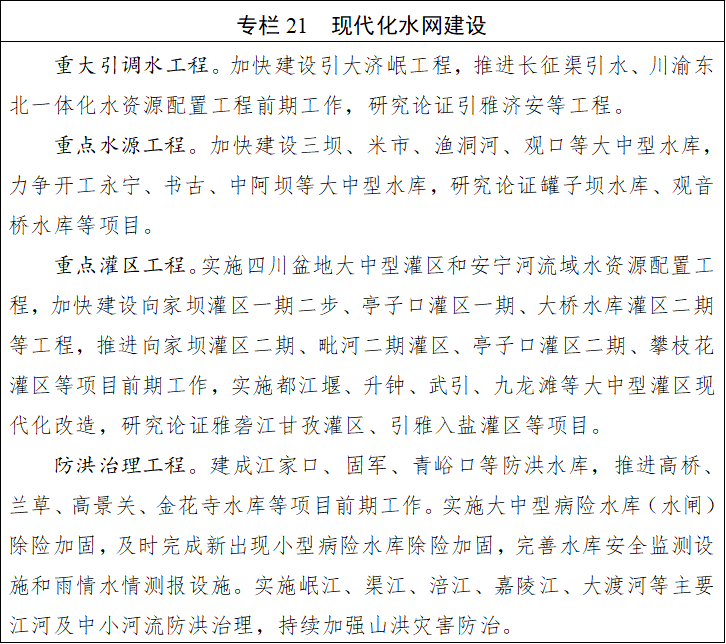 专栏 21　现代化水网建设
重大引调水工程。加快建设引大济岷工程，推进长征渠引水、川渝东
北一体化水资源配置工程前期工作，研究论证引雅济安等工程。
重点水源工程。加快建设三坝、米市、渔洞河、观口等大中型水库，
力争开工永宁、书古、中阿坝等大中型水库，研究论证罐子坝水库、观音
桥水库等项目。
重点灌区工程。实施四川盆地大中型灌区和安宁河流域水资源配置工
程，加快建设向家坝灌区一期二步、亭子口灌区一期、大桥水库灌区二期
等工程，推进向家坝灌区二期、毗河二期灌区、亭子口灌区二期、攀枝花
灌区等项目前期工作，实施都江堰、升钟、武引、九龙滩等大中型灌区现
代化改造，研究论证雅砻江甘孜灌区、引雅入盐灌区等项目。
防洪治理工程。建成江家口、固军、青峪口等防洪水库，推进高桥、
兰草、高景关、金花寺水库等项目前期工作。实施大中型病险水库（水闸）
除险加固，及时完成新出现小型病险水库除险加固，完善水库安全监测设
施和雨情水情测报设施。实施岷江、渠江、涪江、嘉陵江、大渡河等主要
江河及中小河流防洪治理，持续加强山洪灾害防治。